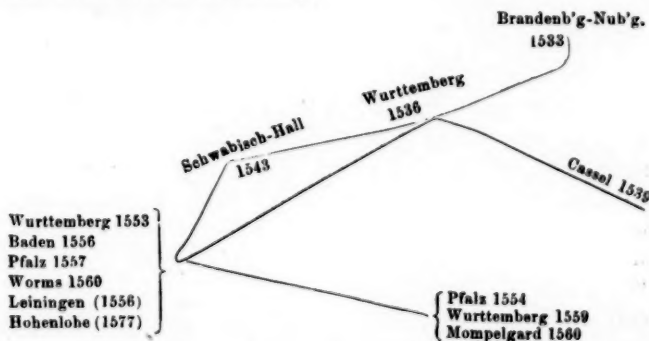 Brandenb'g-Nub'g.
1533
Wurttemberg
1536
Schwabisch-Hall
1543
Cassel 1539
Wurttemberg 1553
Baden 1556
Pfalz 1557
Worms 1560
Leiningen (1556)
Hohenlohe (1577)
Pfalz 1554
Wurttemberg 1559
Mompelgard 1560